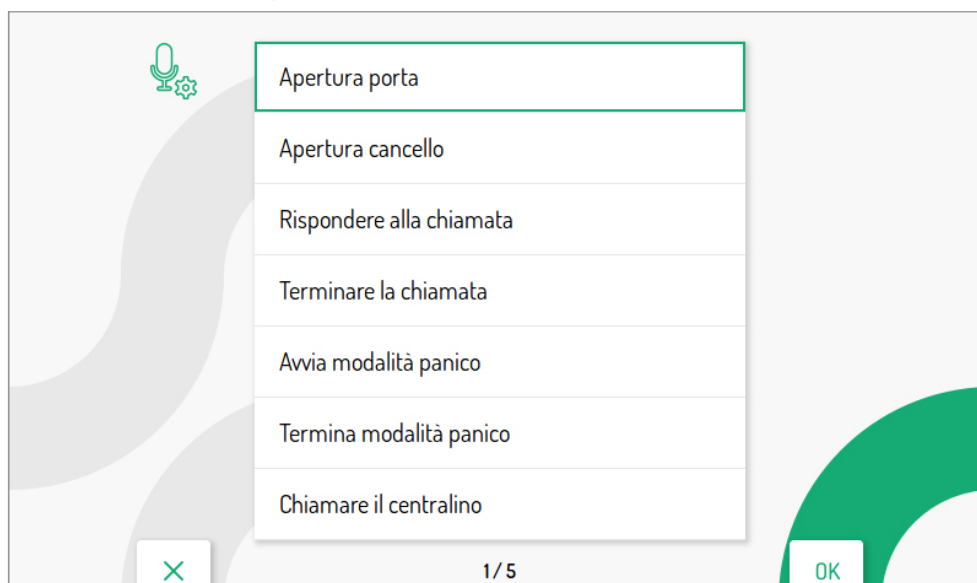 Apertura porta
Apertura cancello
Rispondere alla chiamata
Terminare la chiamata
Avvia modalità panico
Termina modalità panico
Chiamare il centralino
1/5
OK